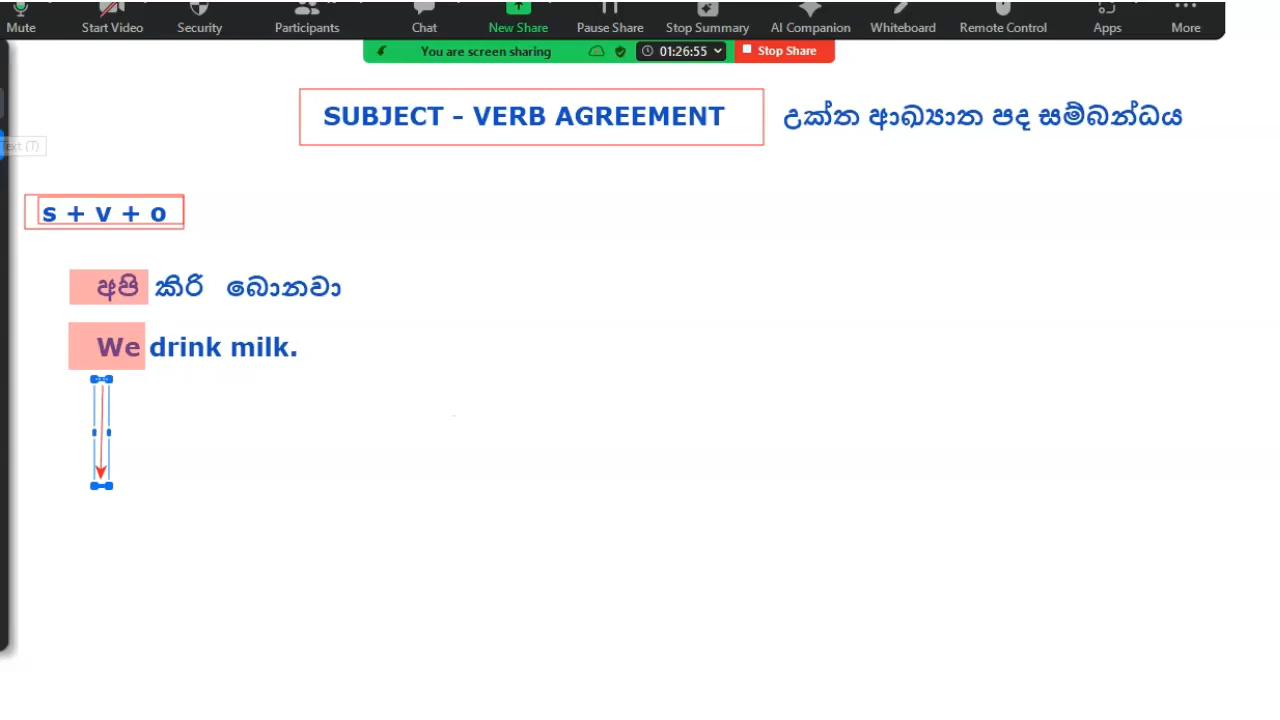 Mute Start Video Security Participants Chat New Share Pause Share Stop Summary AI Companion Whiteboard Remote Control Apps More
You are screen sharing 01:26:55 Stop Share
SUBJECT - VERB AGREEMENT උක්ත ආඛ්‍යාත පද සම්බන්ධය
Text (T)
s + v + o
අපි කිරි බොනවා
We drink milk.